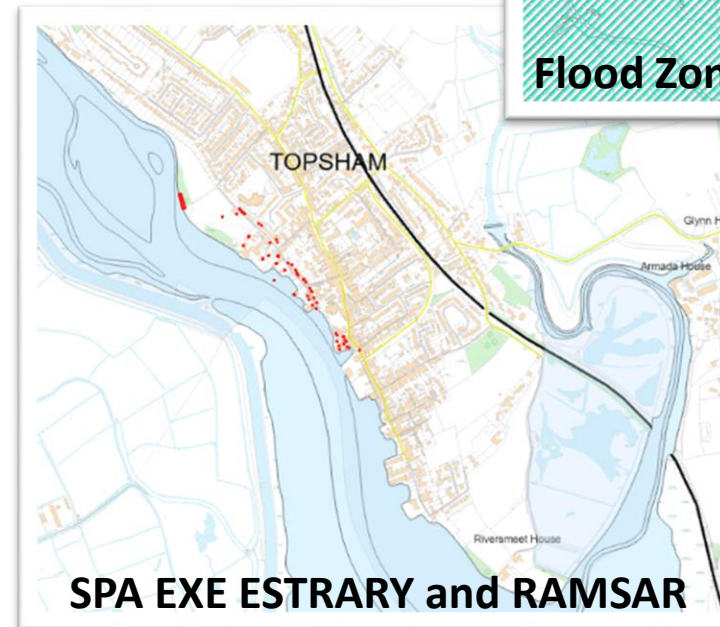 Flood Zon
TOPSHAM
Glynn H
Armada House
Riversmeet House
SPA EXE ESTRARY and RAMSAR